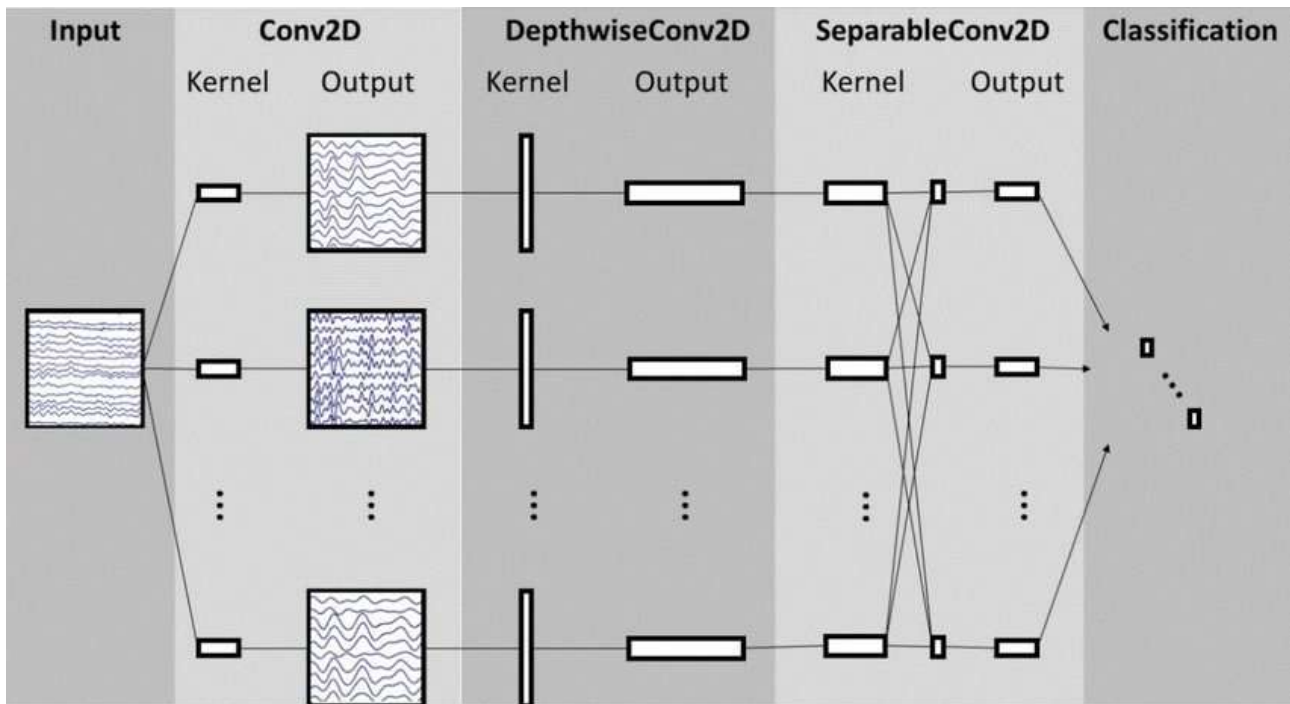 Input Conv2D DepthwiseConv2D SeparableConv2D Classification
Kernel Output Kernel Output Kernel Output